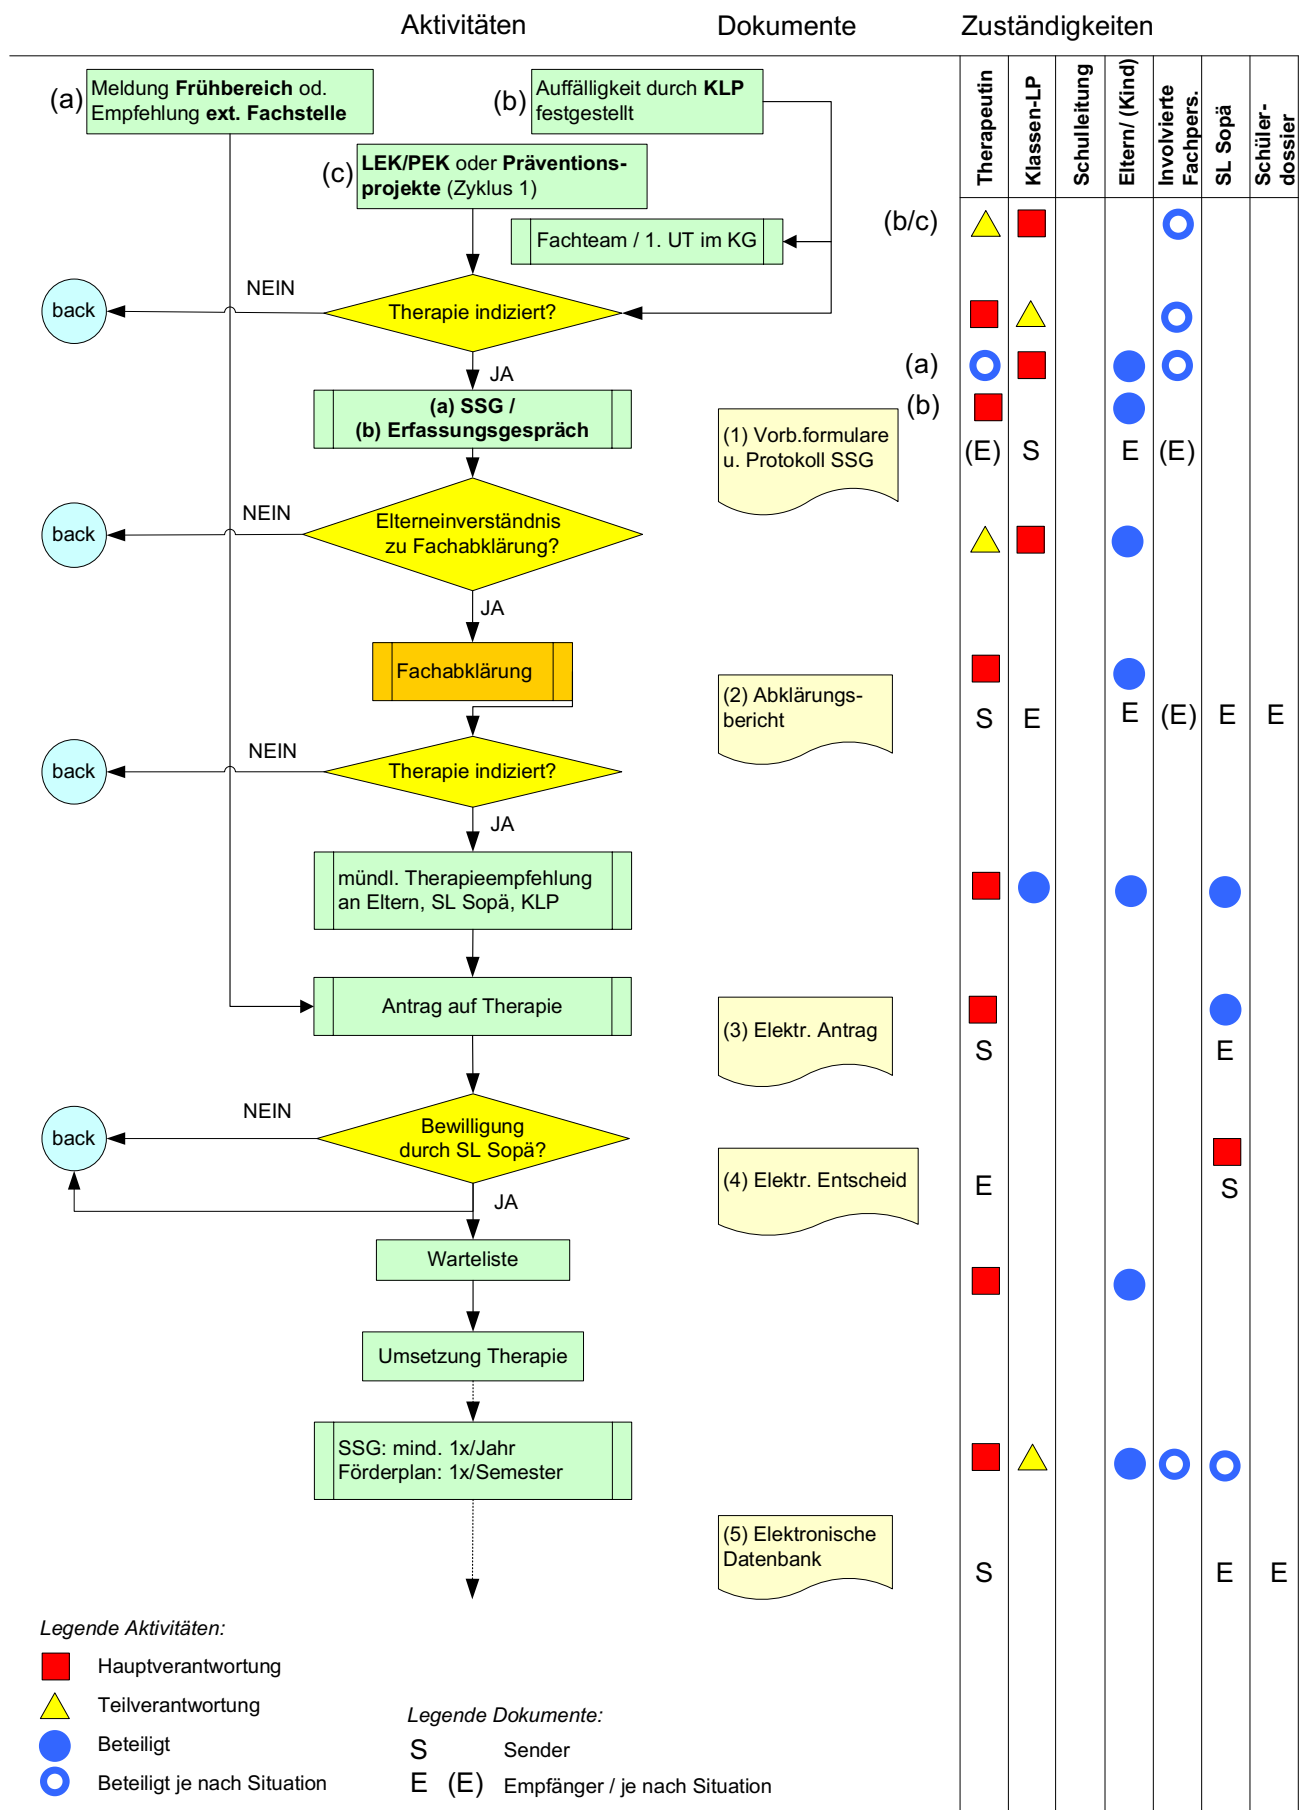 Aktivitäten
Dokumente
Zuständigkeiten
Therapeutin
Klassen-LP
Schulleitung
Eltern/ (Kind)
Involvierte
Fachpers.
SL Sopä
Schüler-
dossier
(a)
Meldung Frühbereich od.
Empfehlung ext. Fachstelle
(b)
Auffälligkeit durch KLP
festgestellt
(c)
LEK/PEK oder Präventions-
projekte (Zyklus 1)
Fachteam / 1. UT im KG
(b/c)
back
NEIN
Therapie indiziert?
JA
(a)
(a) SSG /
(b) Erfassungsgespräch
(b)
(1) Vorb.formulare
u. Protokoll SSG
(E) S E (E)
back
NEIN
Elterneinverständnis
zu Fachabklärung?
JA
Fachabklärung
(2) Abklärungs-
bericht
S E E (E) E E
back
NEIN
Therapie indiziert?
JA
mündl. Therapieempfehlung
an Eltern, SL Sopä, KLP
Antrag auf Therapie
(3) Elektr. Antrag
S E
back
NEIN
Bewilligung
durch SL Sopä?
JA
(4) Elektr. Entscheid
E S
Warteliste
Umsetzung Therapie
SSG: mind. 1x/Jahr
Förderplan: 1x/Semester
(5) Elektronische
Datenbank
S E E
Legende Aktivitäten:
Hauptverantwortung
Teilverantwortung
Beteiligt
Beteiligt je nach Situation
Legende Dokumente:
S Sender
E (E) Empfänger / je nach Situation